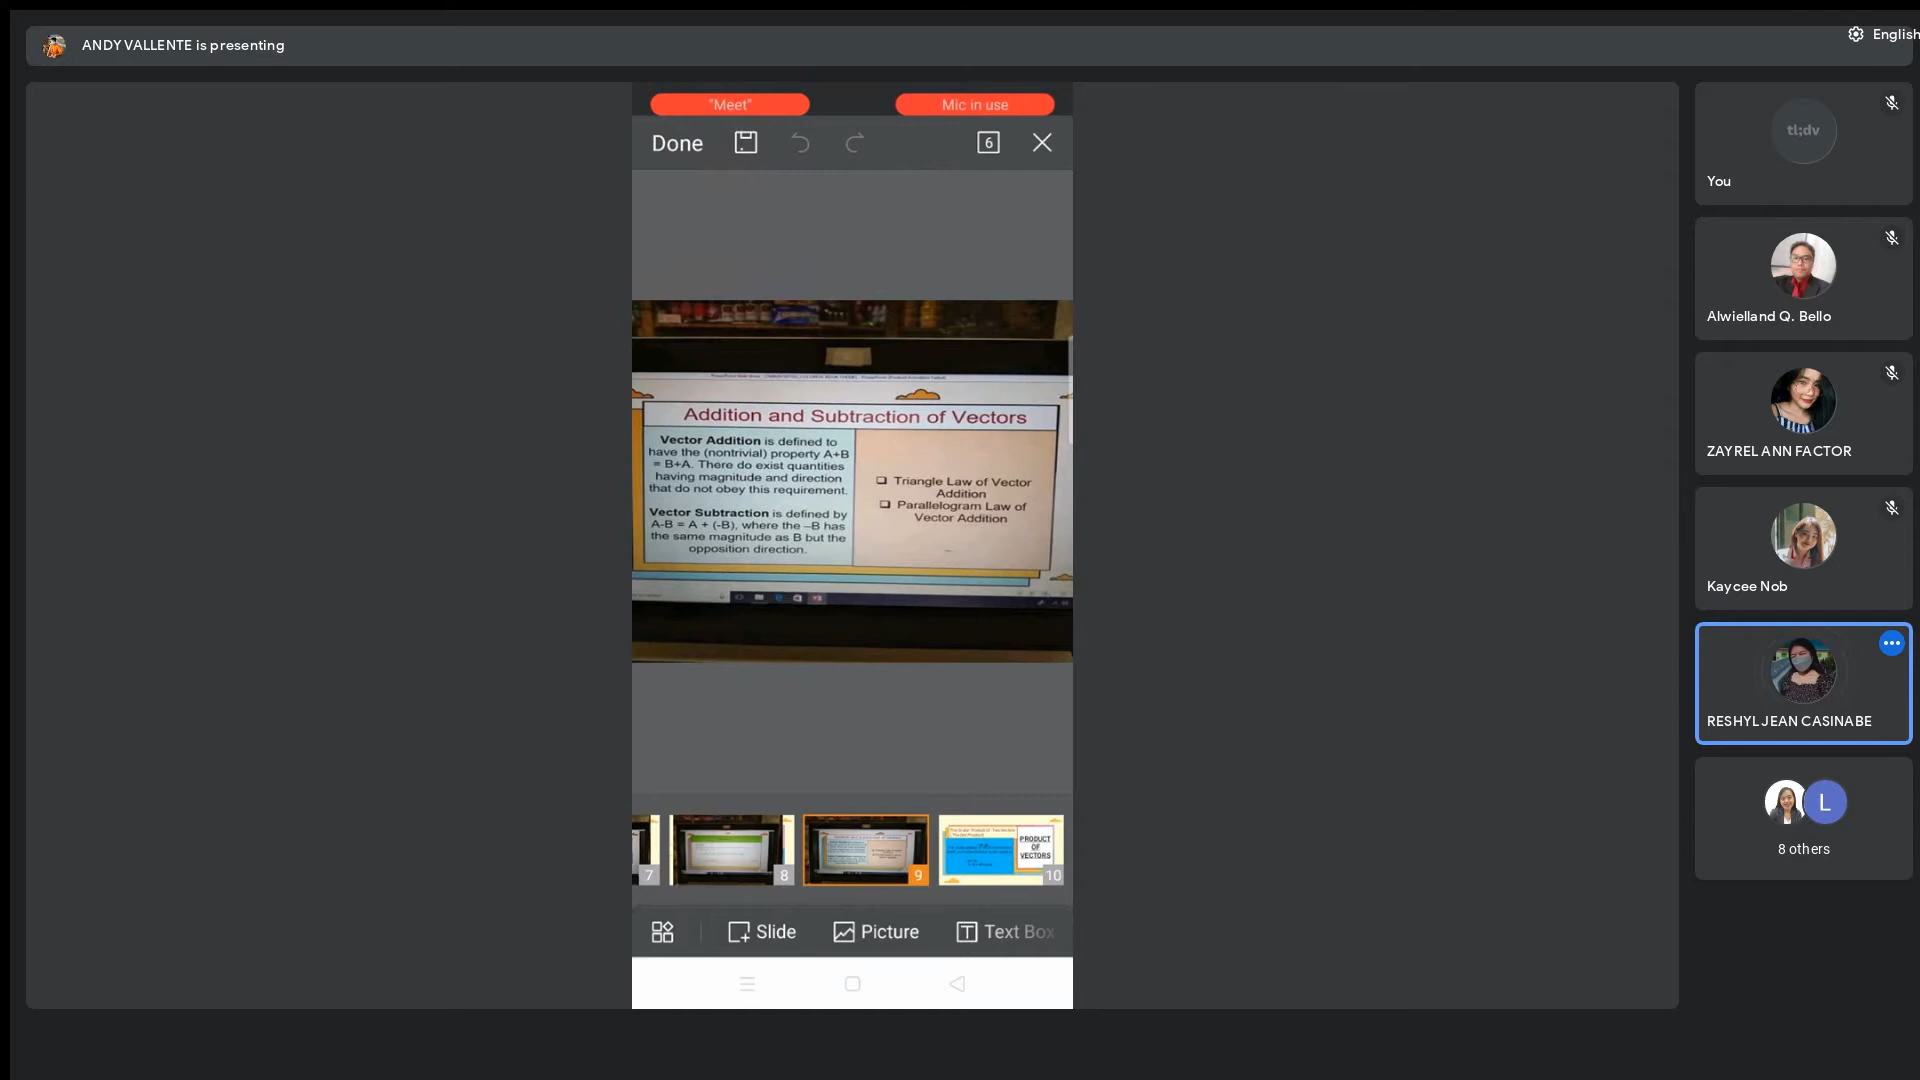 ANDY VALLENTE is presenting
English
"Meet"
Mic in use
Done
6
Addition and Subtraction of Vectors
Vector Addition is defined to
have the (nontrivial) property A+B
= B+A. There do exist quantities
having magnitude and direction
that do not obey this requirement.
Vector Subtraction is defined by
A-B = A + (-B), where the –B has
the same magnitude as B but the
opposition direction.
❑ Triangle Law of Vector
Addition
❑ Parallelogram Law of
Vector Addition
7
8
9
10
PRODUCT
OF
VECTORS
Slide
Picture
Text Box
tl;dv
You
Alwielland Q. Bello
ZAYREL ANN FACTOR
Kaycee Nob
RESHYL JEAN CASINABE
L
8 others